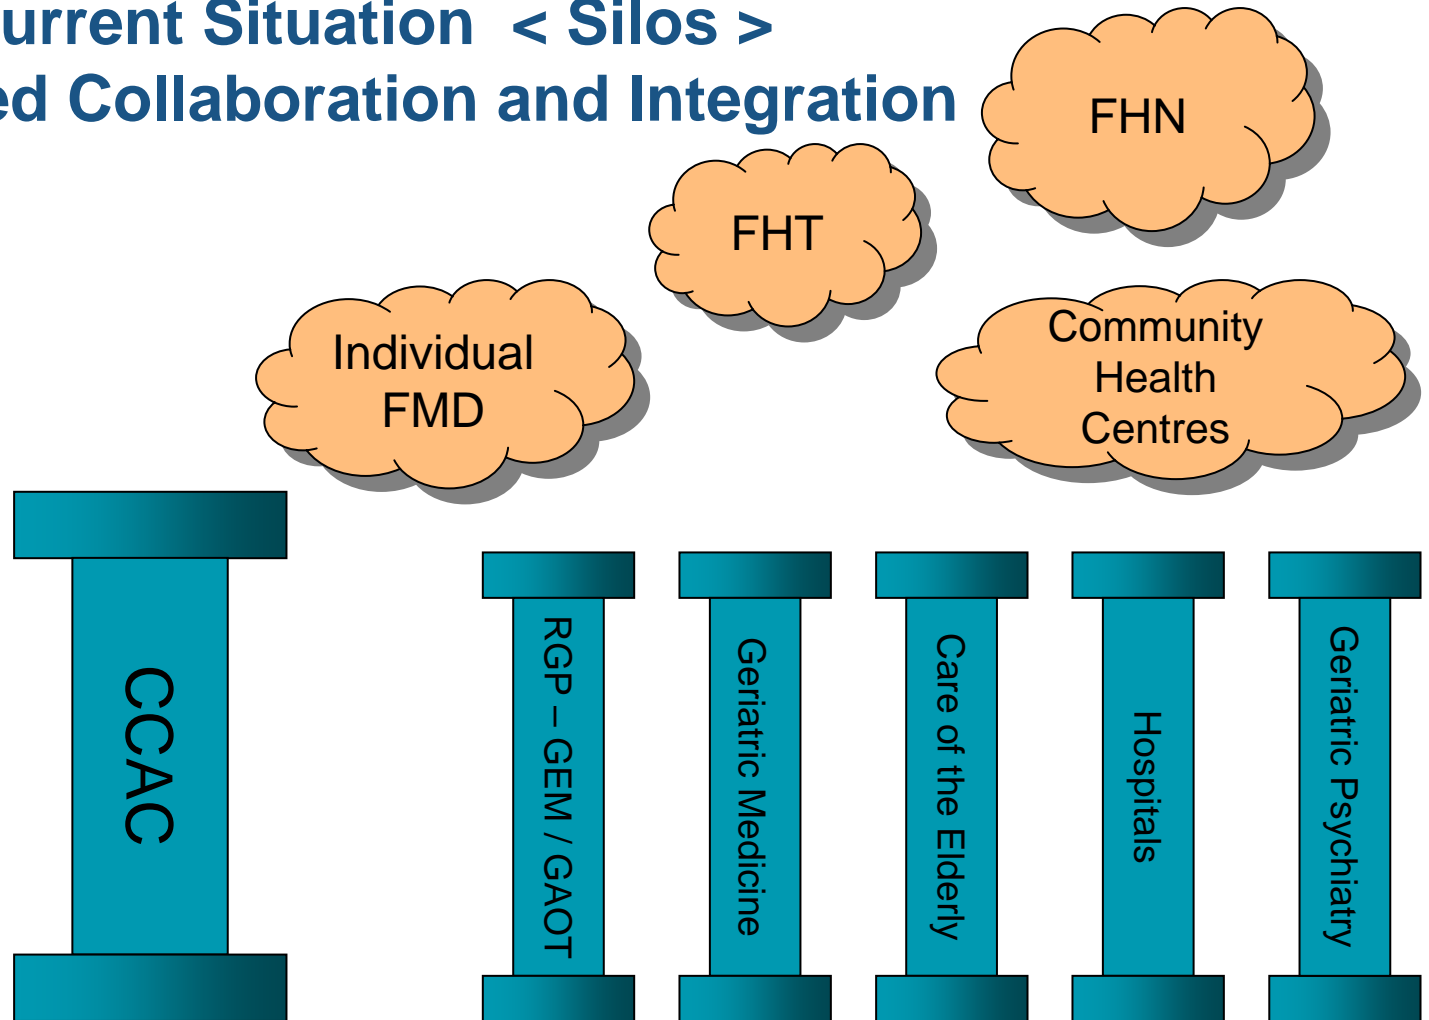 urrent Situation < Silos >
ed Collaboration and Integration
FHN
FHT
Individual
FMD
Community
Health
Centres
CCAC
RGP – GEM / GAOT
Geriatric Medicine
Care of the Elderly
Hospitals
Geriatric Psychiatry